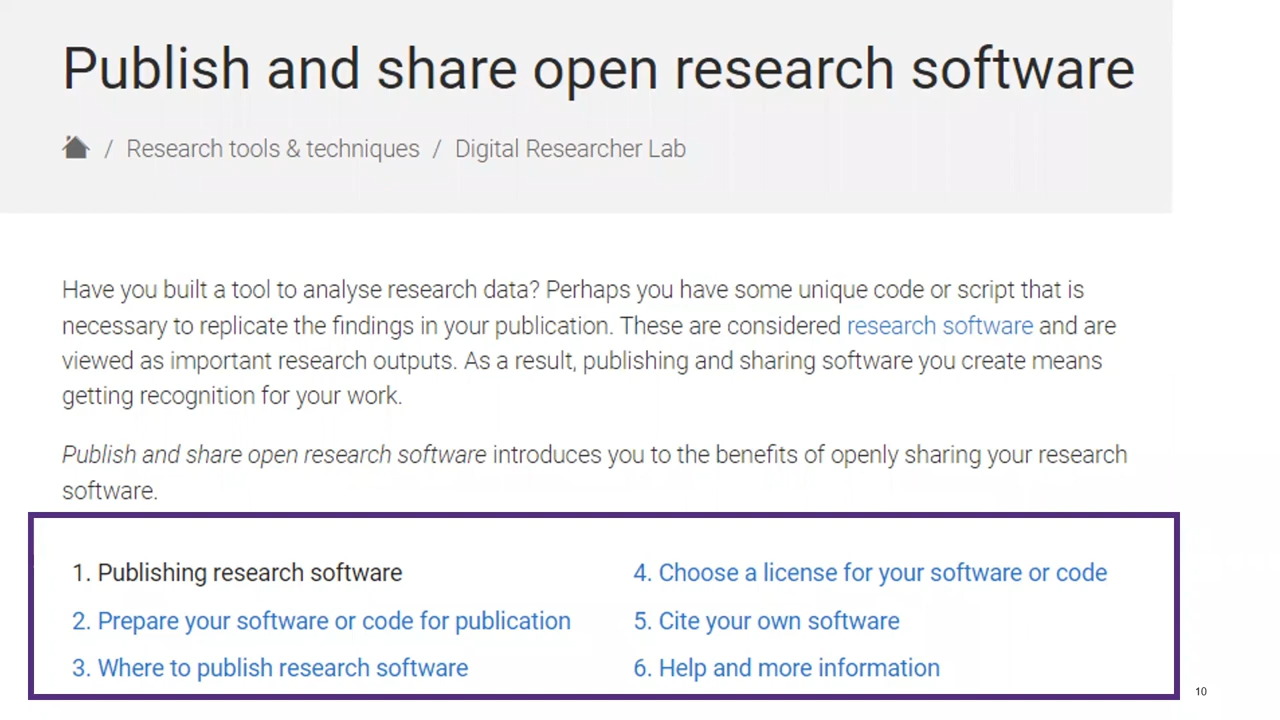 Publish and share open research software
/ Research tools & techniques / Digital Researcher Lab
Have you built a tool to analyse research data? Perhaps you have some unique code or script that is
necessary to replicate the findings in your publication. These are considered research software and are
viewed as important research outputs. As a result, publishing and sharing software you create means
getting recognition for your work.
Publish and share open research software introduces you to the benefits of openly sharing your research
software.
1. Publishing research software
2. Prepare your software or code for publication
3. Where to publish research software
4. Choose a license for your software or code
5. Cite your own software
6. Help and more information
10